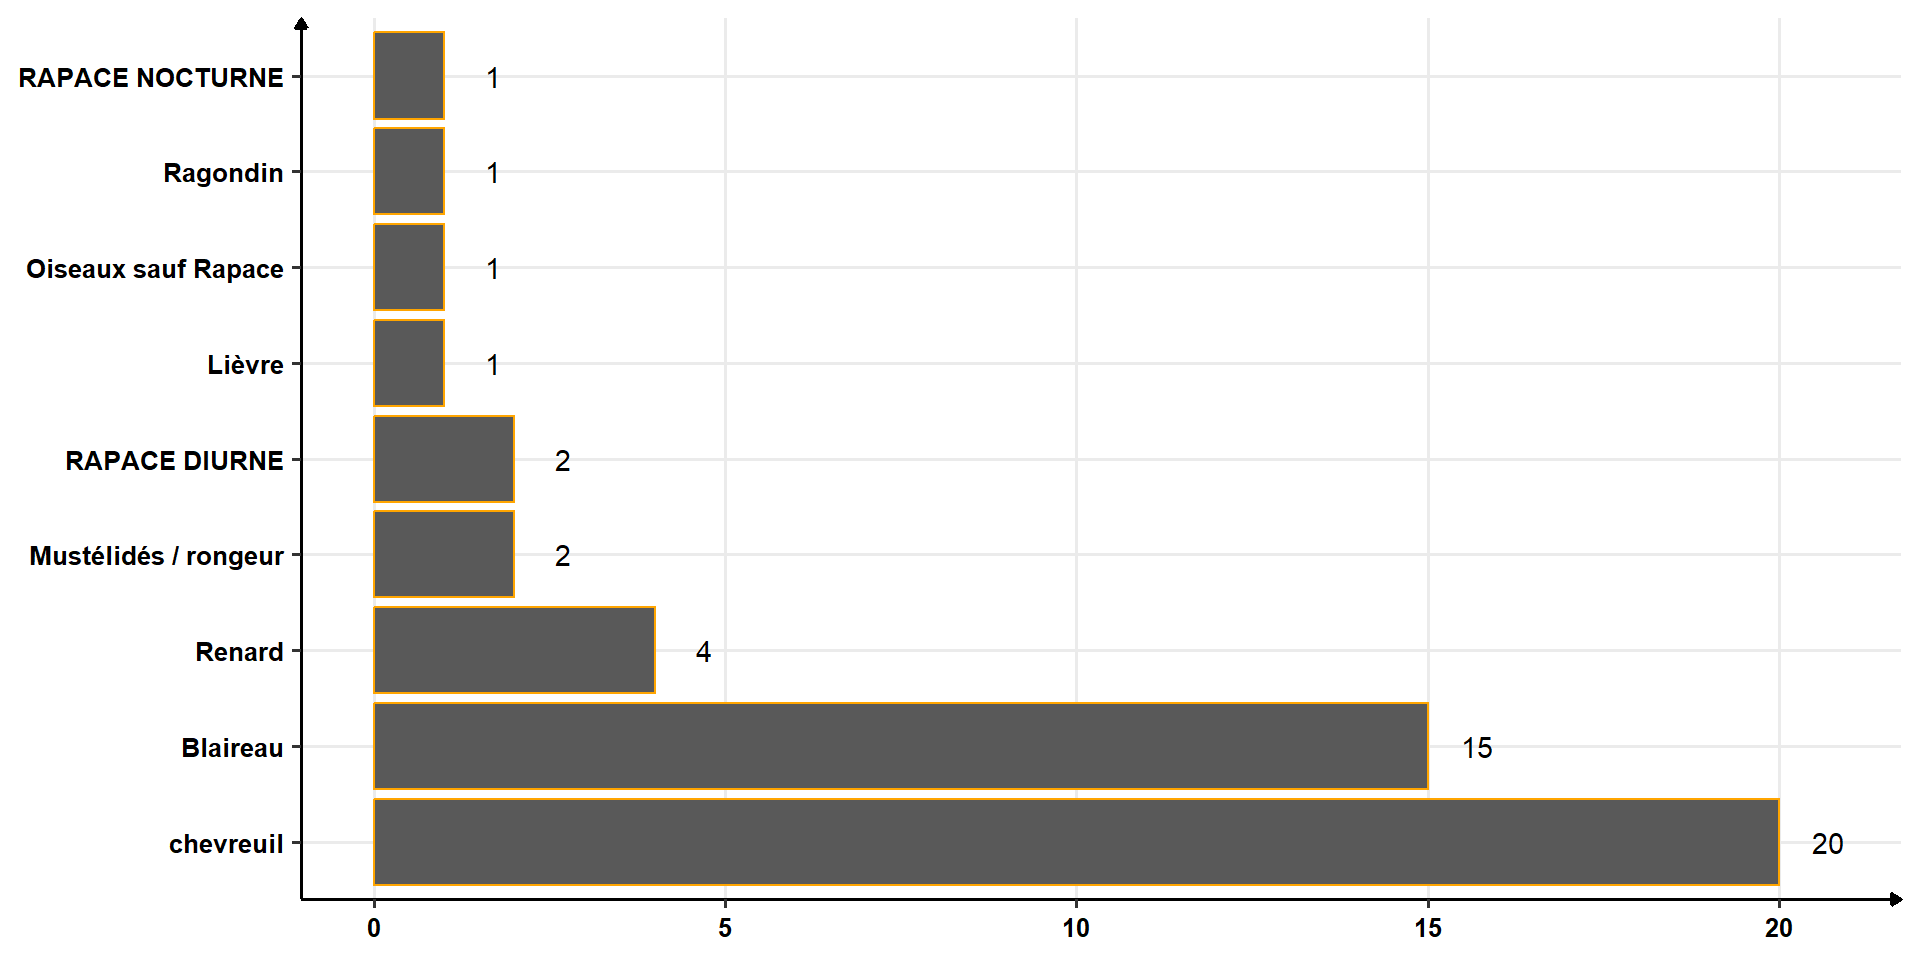 RAPACE NOCTURNE 1
Ragondin 1
Oiseaux sauf Rapace 1
Lièvre 1
RAPACE DIURNE 2
Mustélidés / rongeur 2
Renard 4
Blaireau 15
chevreuil 20
0 5 10 15 20